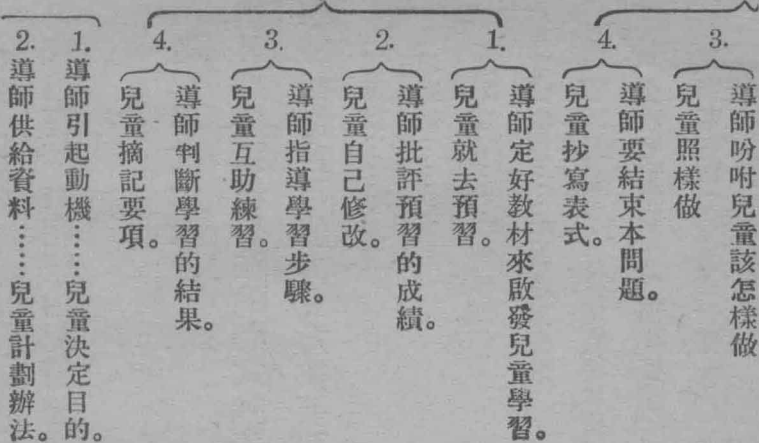 3.
導師吩咐兒童該怎樣做
兒童照樣做
4.
導師要結束本問題。
兒童抄寫表式。
1.
導師定好教材來啟發兒童學習。
兒童就去預習。
2.
導師批評預習的成績。
兒童自己修改。
3.
導師指導學習步驟。
兒童互助練習。
4.
導師判斷學習的結果。
兒童摘記要項。
1.導師引起動機……兒童決定目的。
2.導師供給資料……兒童計劃辦法。